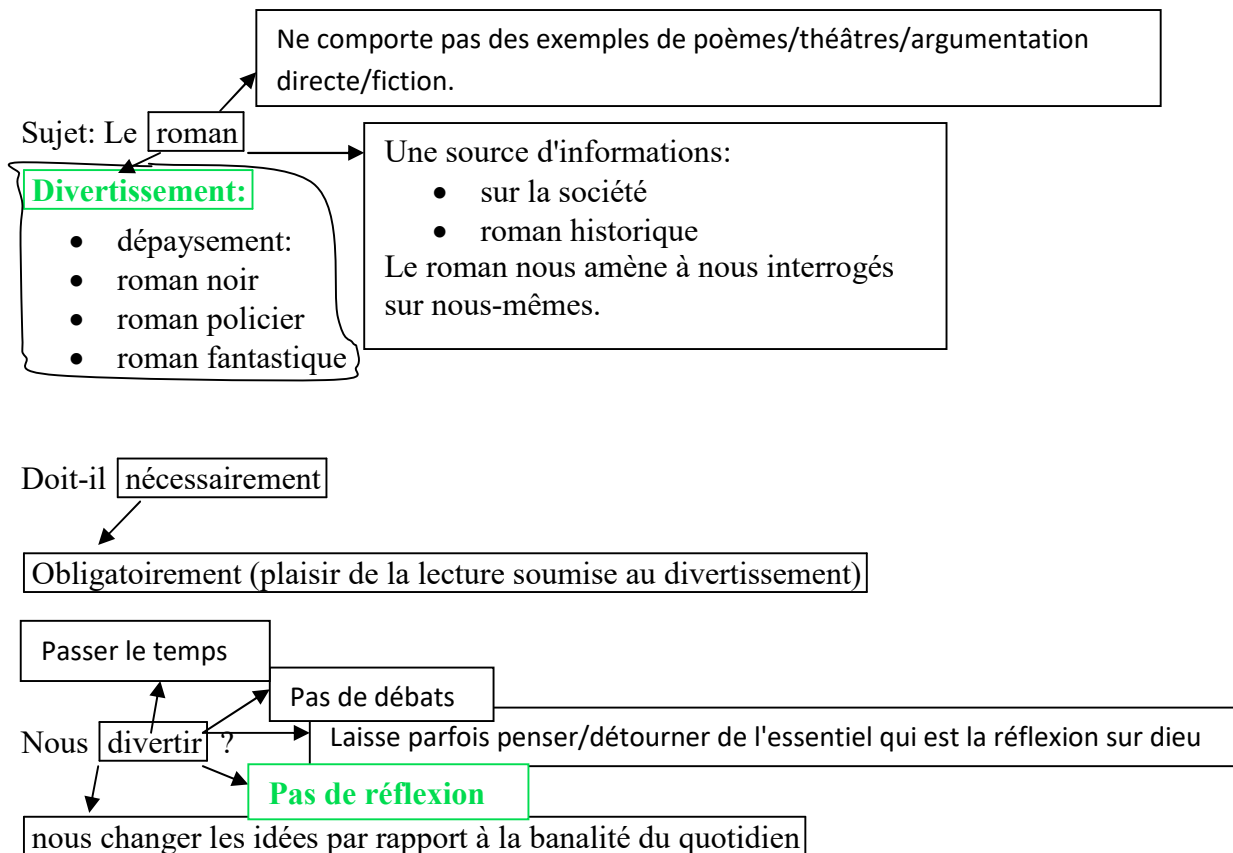 Ne comporte pas des exemples de poèmes/théâtres/argumentation
directe/fiction.
Sujet: Le roman
Divertissement:
• dépaysement:
• roman noir
• roman policier
• roman fantastique
Une source d'informations:
• sur la société
• roman historique
Le roman nous amène à nous interrogés
sur nous-mêmes.
Doit-il nécessairement
Obligatoirement (plaisir de la lecture soumise au divertissement)
Passer le temps
Pas de débats
Nous divertir ?
Laisse parfois penser/détourner de l'essentiel qui est la réflexion sur dieu
Pas de réflexion
nous changer les idées par rapport à la banalité du quotidien